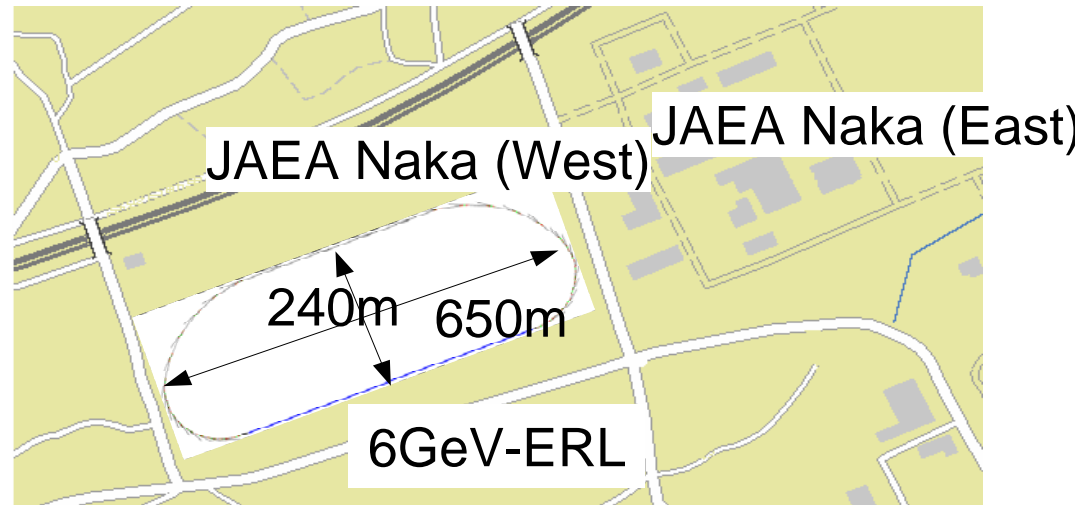 JAEA Naka (East)
JAEA Naka (West)
240m
650m
6GeV-ERL